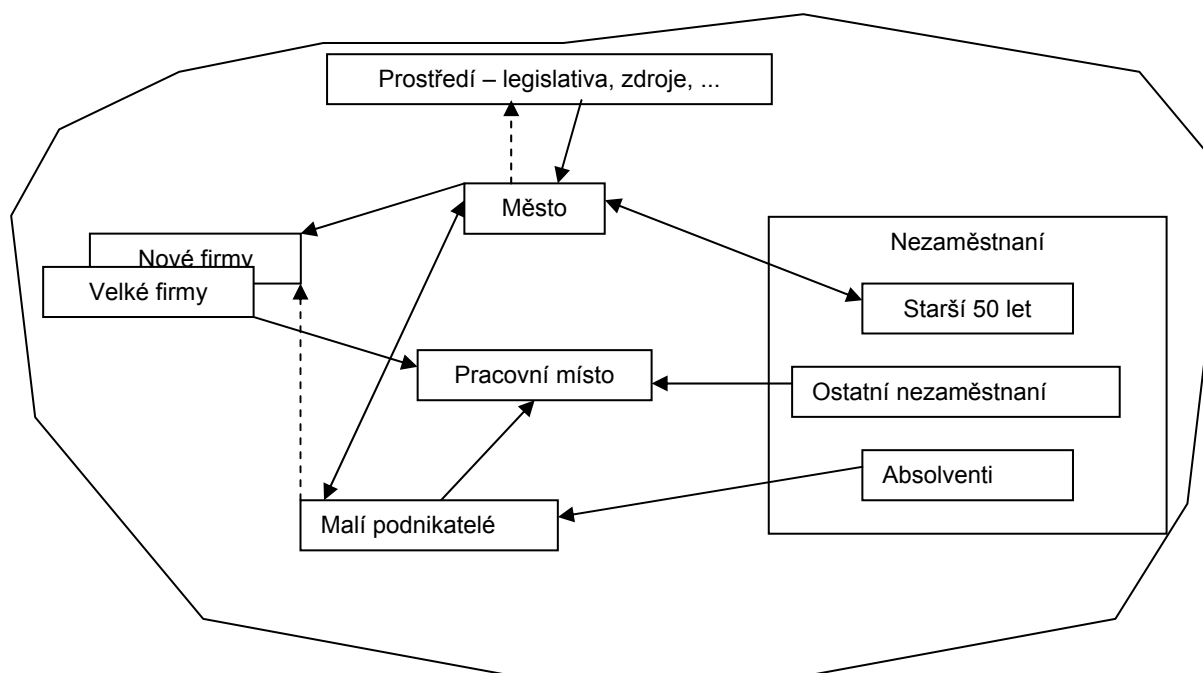 Prostředí – legislativa, zdroje, ...
Město
Nezaměstnaní
Nové firmy
Velké firmy
Starší 50 let
Pracovní místo
Ostatní nezaměstnaní
Absolventi
Malí podnikatelé